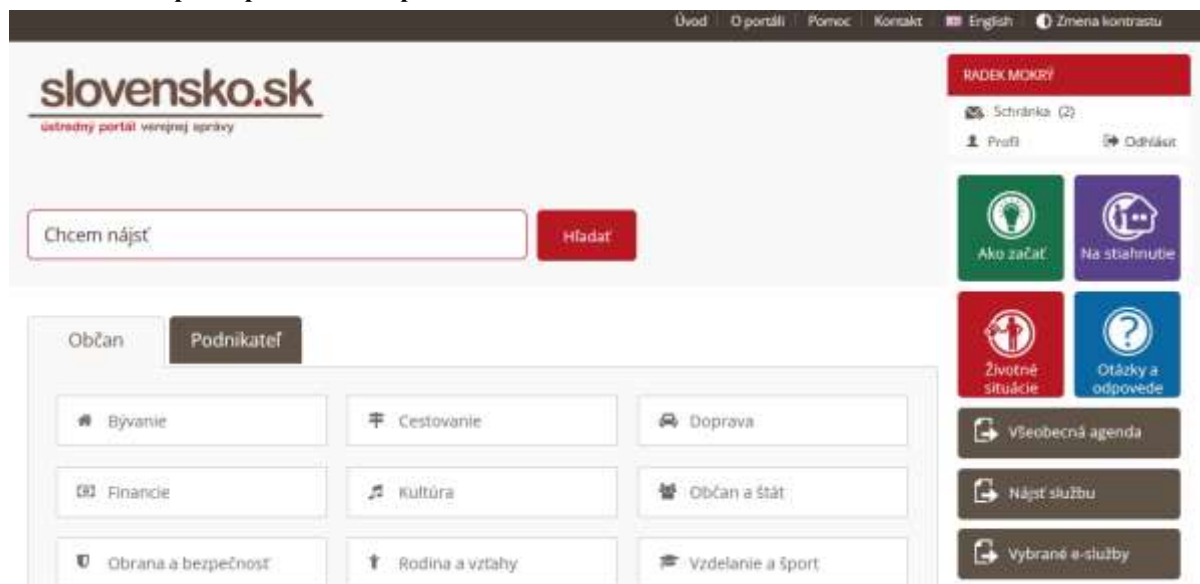 Úvod O portáli Pomoc Kontakt English Zmena kontrastu
slovensko.sk
ústredný portál verejnej správy
RADEK MOKRÝ
Schránka (2)
Profil Odhlásiť
Chcem nájsť Hľadať
Ako začať Na stiahnutie
Občan Podnikateľ
Životné situácie Otázky a odpovede
Bývanie Cestovanie Doprava
Všeobecná agenda
Financie Kultúra Občan a štát
Nájsť službu
Obrana a bezpečnosť Rodina a vzťahy Vzdelanie a šport
Vybrané e-služby